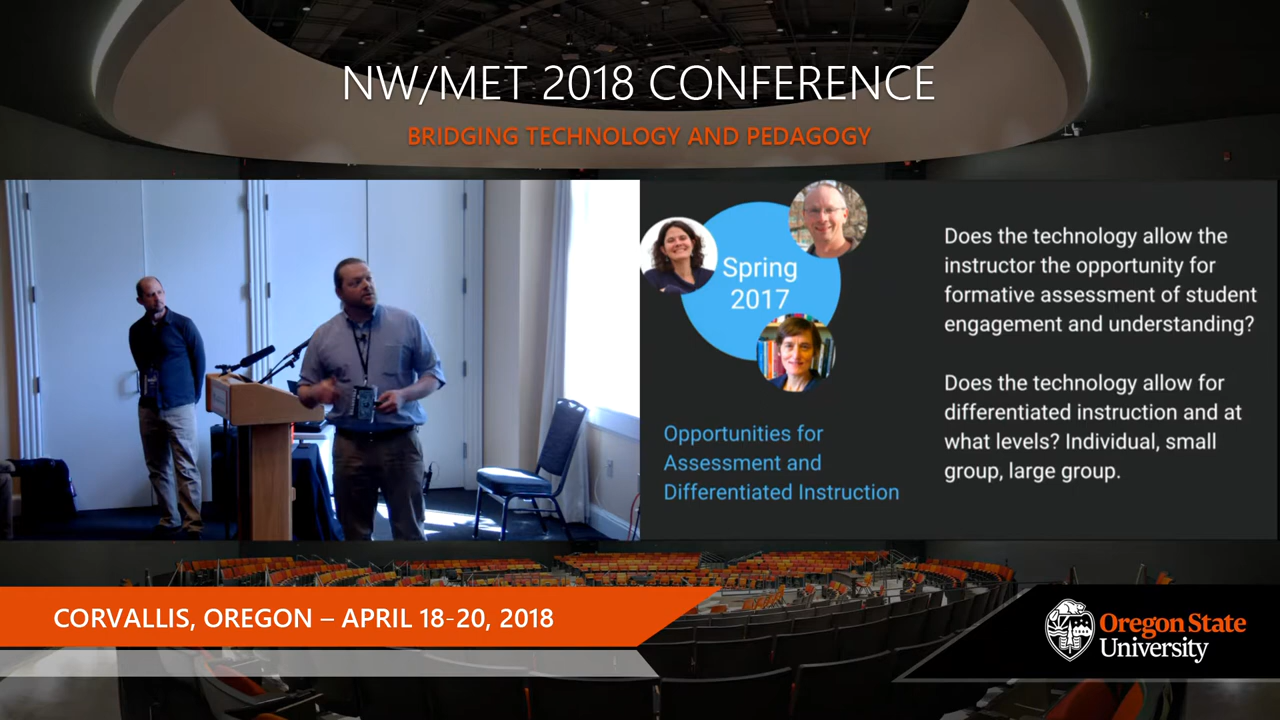 NW/MET 2018 CONFERENCE
BRIDGING TECHNOLOGY AND PEDAGOGY
Spring
2017
Opportunities for
Assessment and
Differentiated Instruction
Does the technology allow the
instructor the opportunity for
formative assessment of student
engagement and understanding?
Does the technology allow for
differentiated instruction and at
what levels? Individual, small
group, large group.
CORVALLIS, OREGON – APRIL 18-20, 2018
Oregon State
University